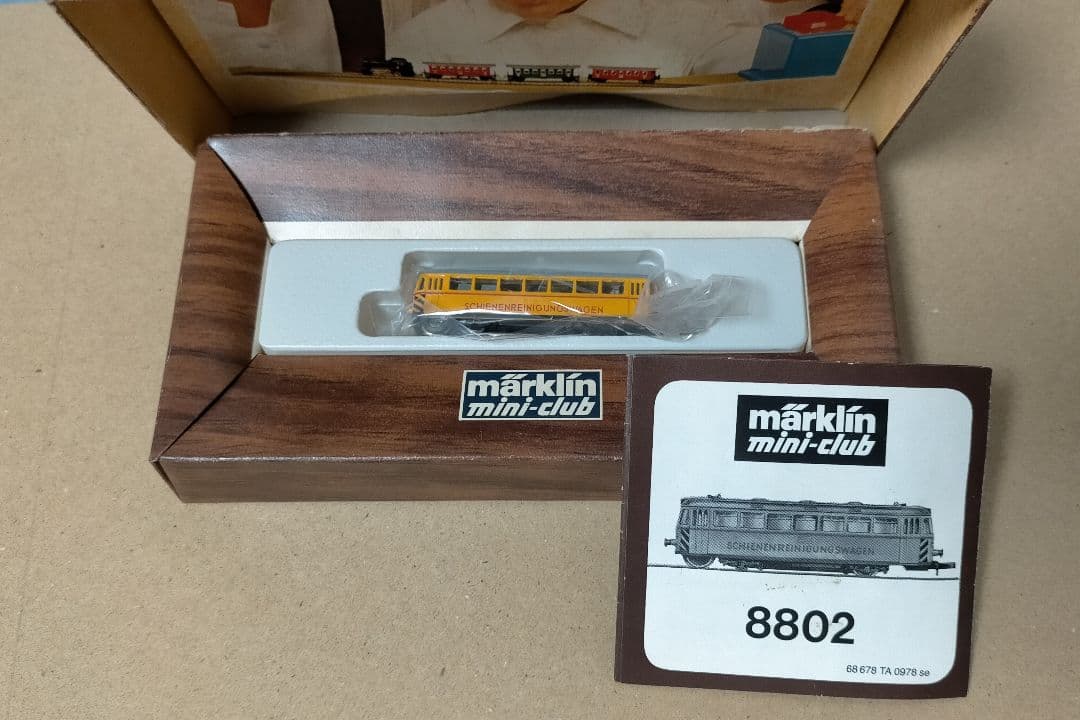 SCHIENENREINIGUNGSWAGEN
märklin
mini-club
märklin
mini-club
SCHIENENREINIGUNGSWAGEN
8802
68 678 TA 0978 se